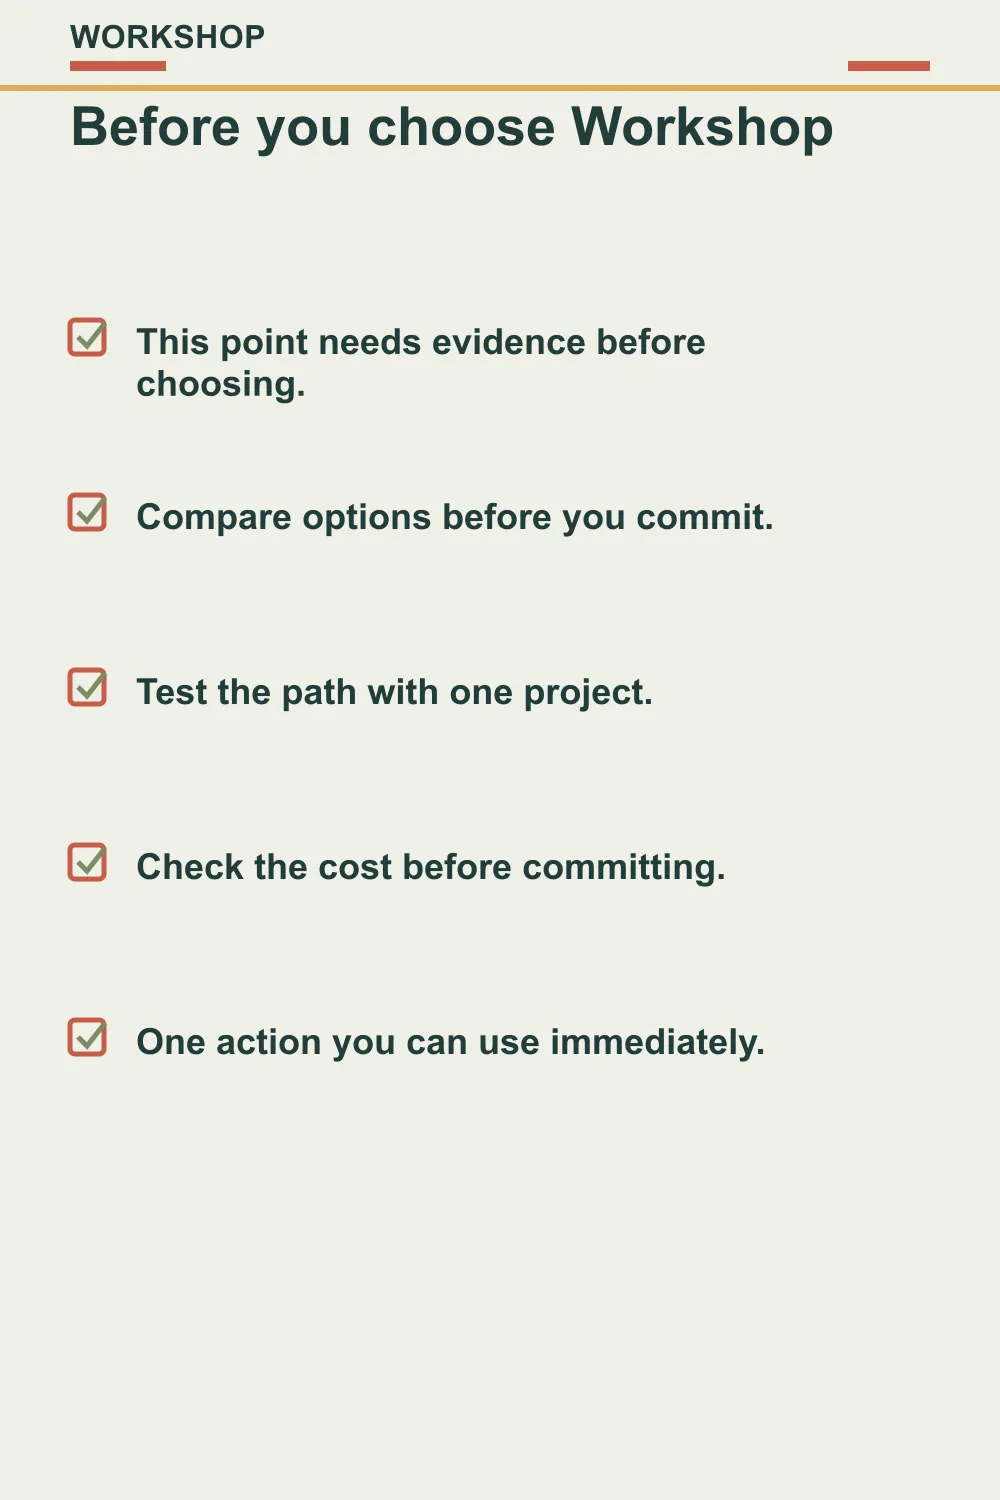 WORKSHOP
Before you choose Workshop
This point needs evidence before
choosing.
Compare options before you commit.
Test the path with one project.
Check the cost before committing.
One action you can use immediately.